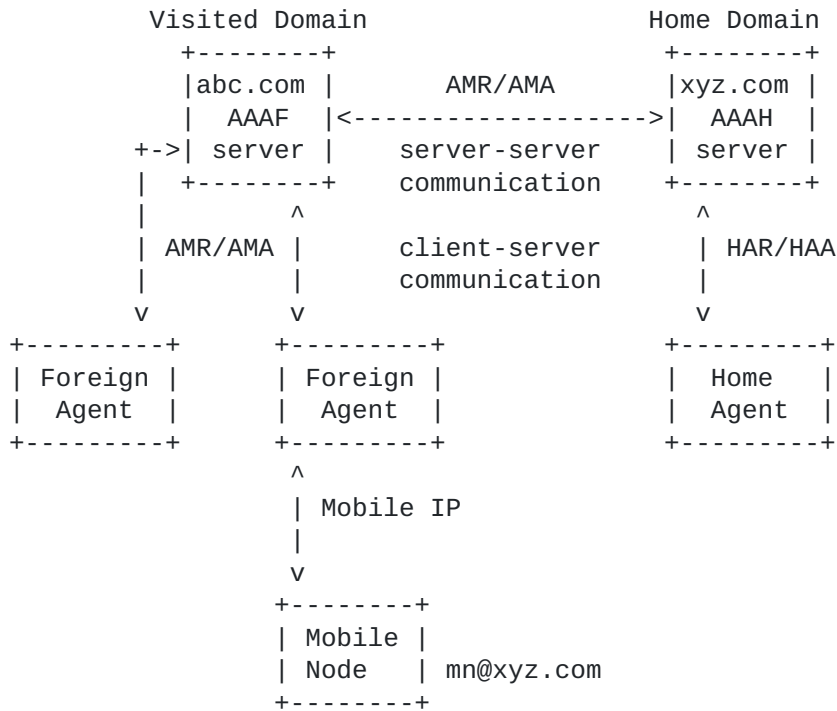 Visited Domain                  Home Domain
  +--------+                     +--------+
  |abc.com |       AMR/AMA       |xyz.com |
  |  AAAF  |<------------------->|  AAAH  |
+->| server |    server-server    | server |
|  +--------+    communication    +--------+
|         ^                         ^
| AMR/AMA |      client-server      | HAR/HAA
|         |      communication      |
v         v                         v
+---------+      +---------+              +---------+
| Foreign |      | Foreign |              |  Home   |
|  Agent  |      |  Agent  |              |  Agent  |
+---------+      +---------+              +---------+
^
| Mobile IP
|
v
+--------+
| Mobile |
| Node   | mn@xyz.com
+--------+